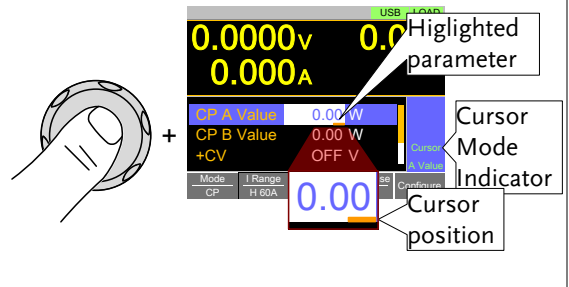 USB LOAD
0.0000V 0.0
0.000A
Higlighted
parameter
+
CP A Value 0.00 W
CP B Value 0.00 W
+CV OFF V
Cursor
A Value
Cursor
Mode
Indicator
Mode
CP
I Range
H 60A
se
Configure
0.00
Cursor
position